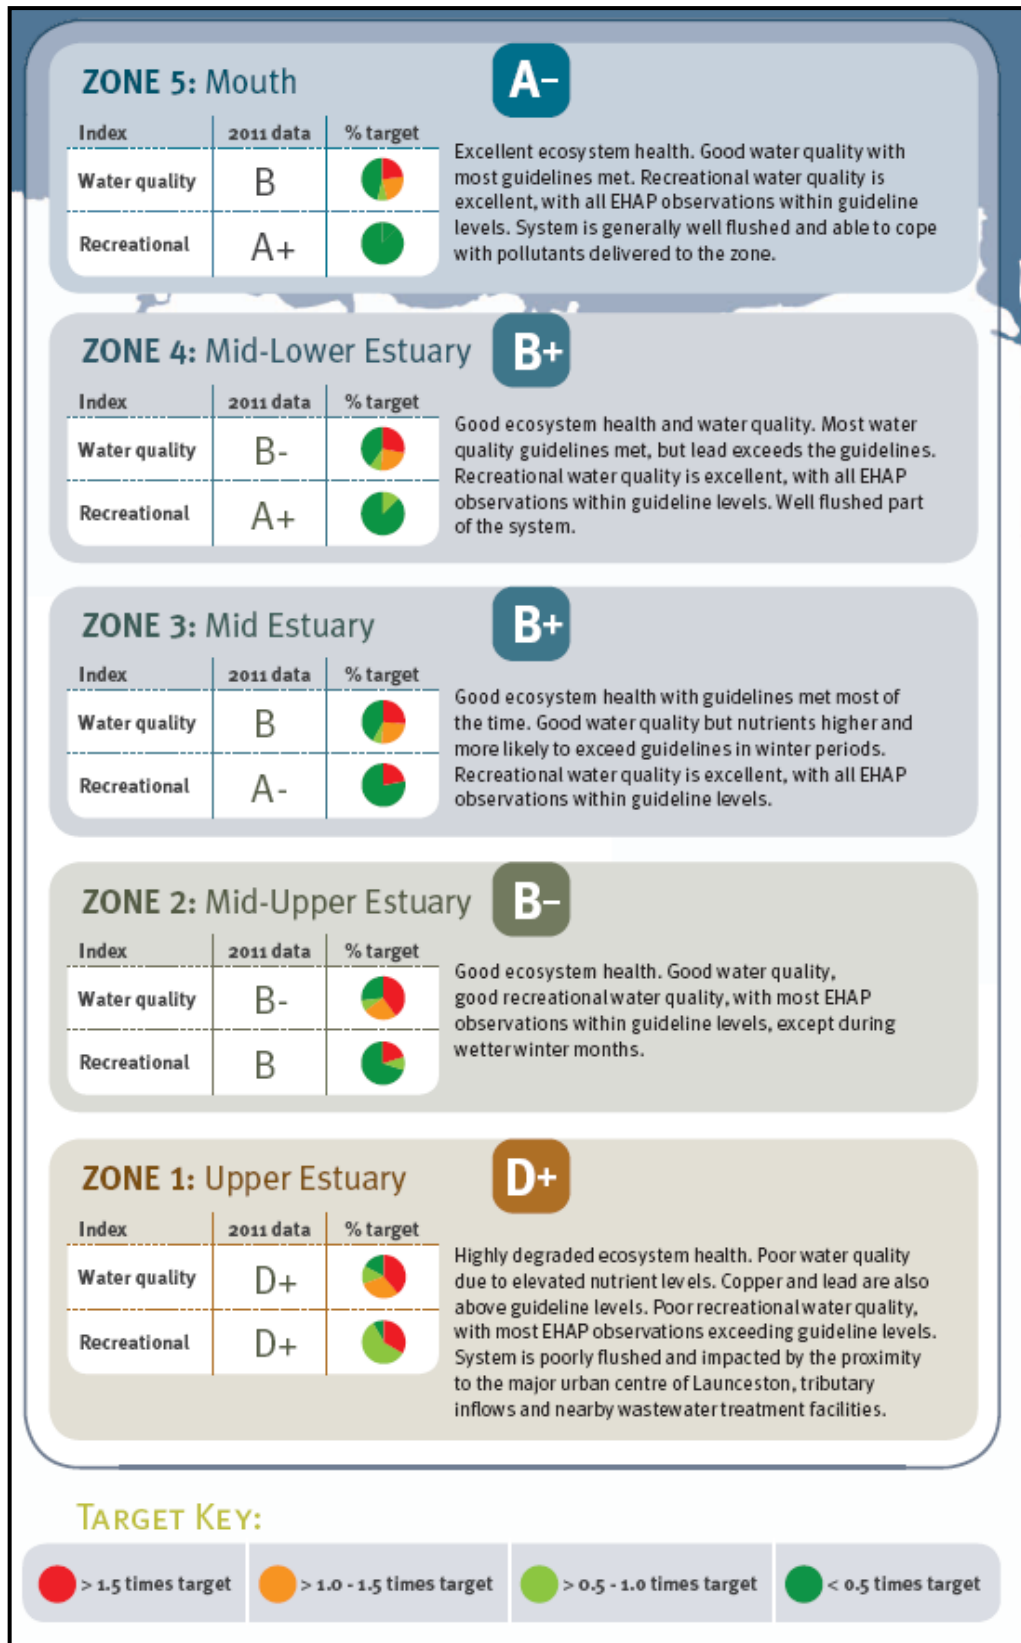 ZONE 5: Mouth
A–
Index 2011 data % target
Water quality B
Recreational A+
Excellent ecosystem health. Good water quality with
most guidelines met. Recreational water quality is
excellent, with all EHAP observations within guideline
levels. System is generally well flushed and able to cope
with pollutants delivered to the zone.
ZONE 4: Mid-Lower Estuary
B+
Index 2011 data % target
Water quality B-
Recreational A+
Good ecosystem health and water quality. Most water
quality guidelines met, but lead exceeds the guidelines.
Recreational water quality is excellent, with all EHAP
observations within guideline levels. Well flushed part
of the system.
ZONE 3: Mid Estuary
B+
Index 2011 data % target
Water quality B
Recreational A-
Good ecosystem health with guidelines met most of
the time. Good water quality but nutrients higher and
more likely to exceed guidelines in winter periods.
Recreational water quality is excellent, with all EHAP
observations within guideline levels.
ZONE 2: Mid-Upper Estuary
B–
Index 2011 data % target
Water quality B-
Recreational B
Good ecosystem health. Good water quality,
good recreational water quality, with most EHAP
observations within guideline levels, except during
wetter winter months.
ZONE 1: Upper Estuary
D+
Index 2011 data % target
Water quality D+
Recreational D+
Highly degraded ecosystem health. Poor water quality
due to elevated nutrient levels. Copper and lead are also
above guideline levels. Poor recreational water quality,
with most EHAP observations exceeding guideline levels.
System is poorly flushed and impacted by the proximity
to the major urban centre of Launceston, tributary
inflows and nearby wastewater treatment facilities.
TARGET KEY:
> 1.5 times target
> 1.0 - 1.5 times target
> 0.5 - 1.0 times target
< 0.5 times target